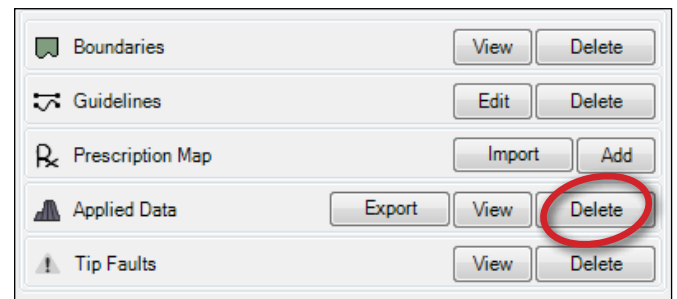 Boundaries View Delete
Guidelines Edit Delete
Prescription Map Import Add
Applied Data Export View Delete
Tip Faults View Delete